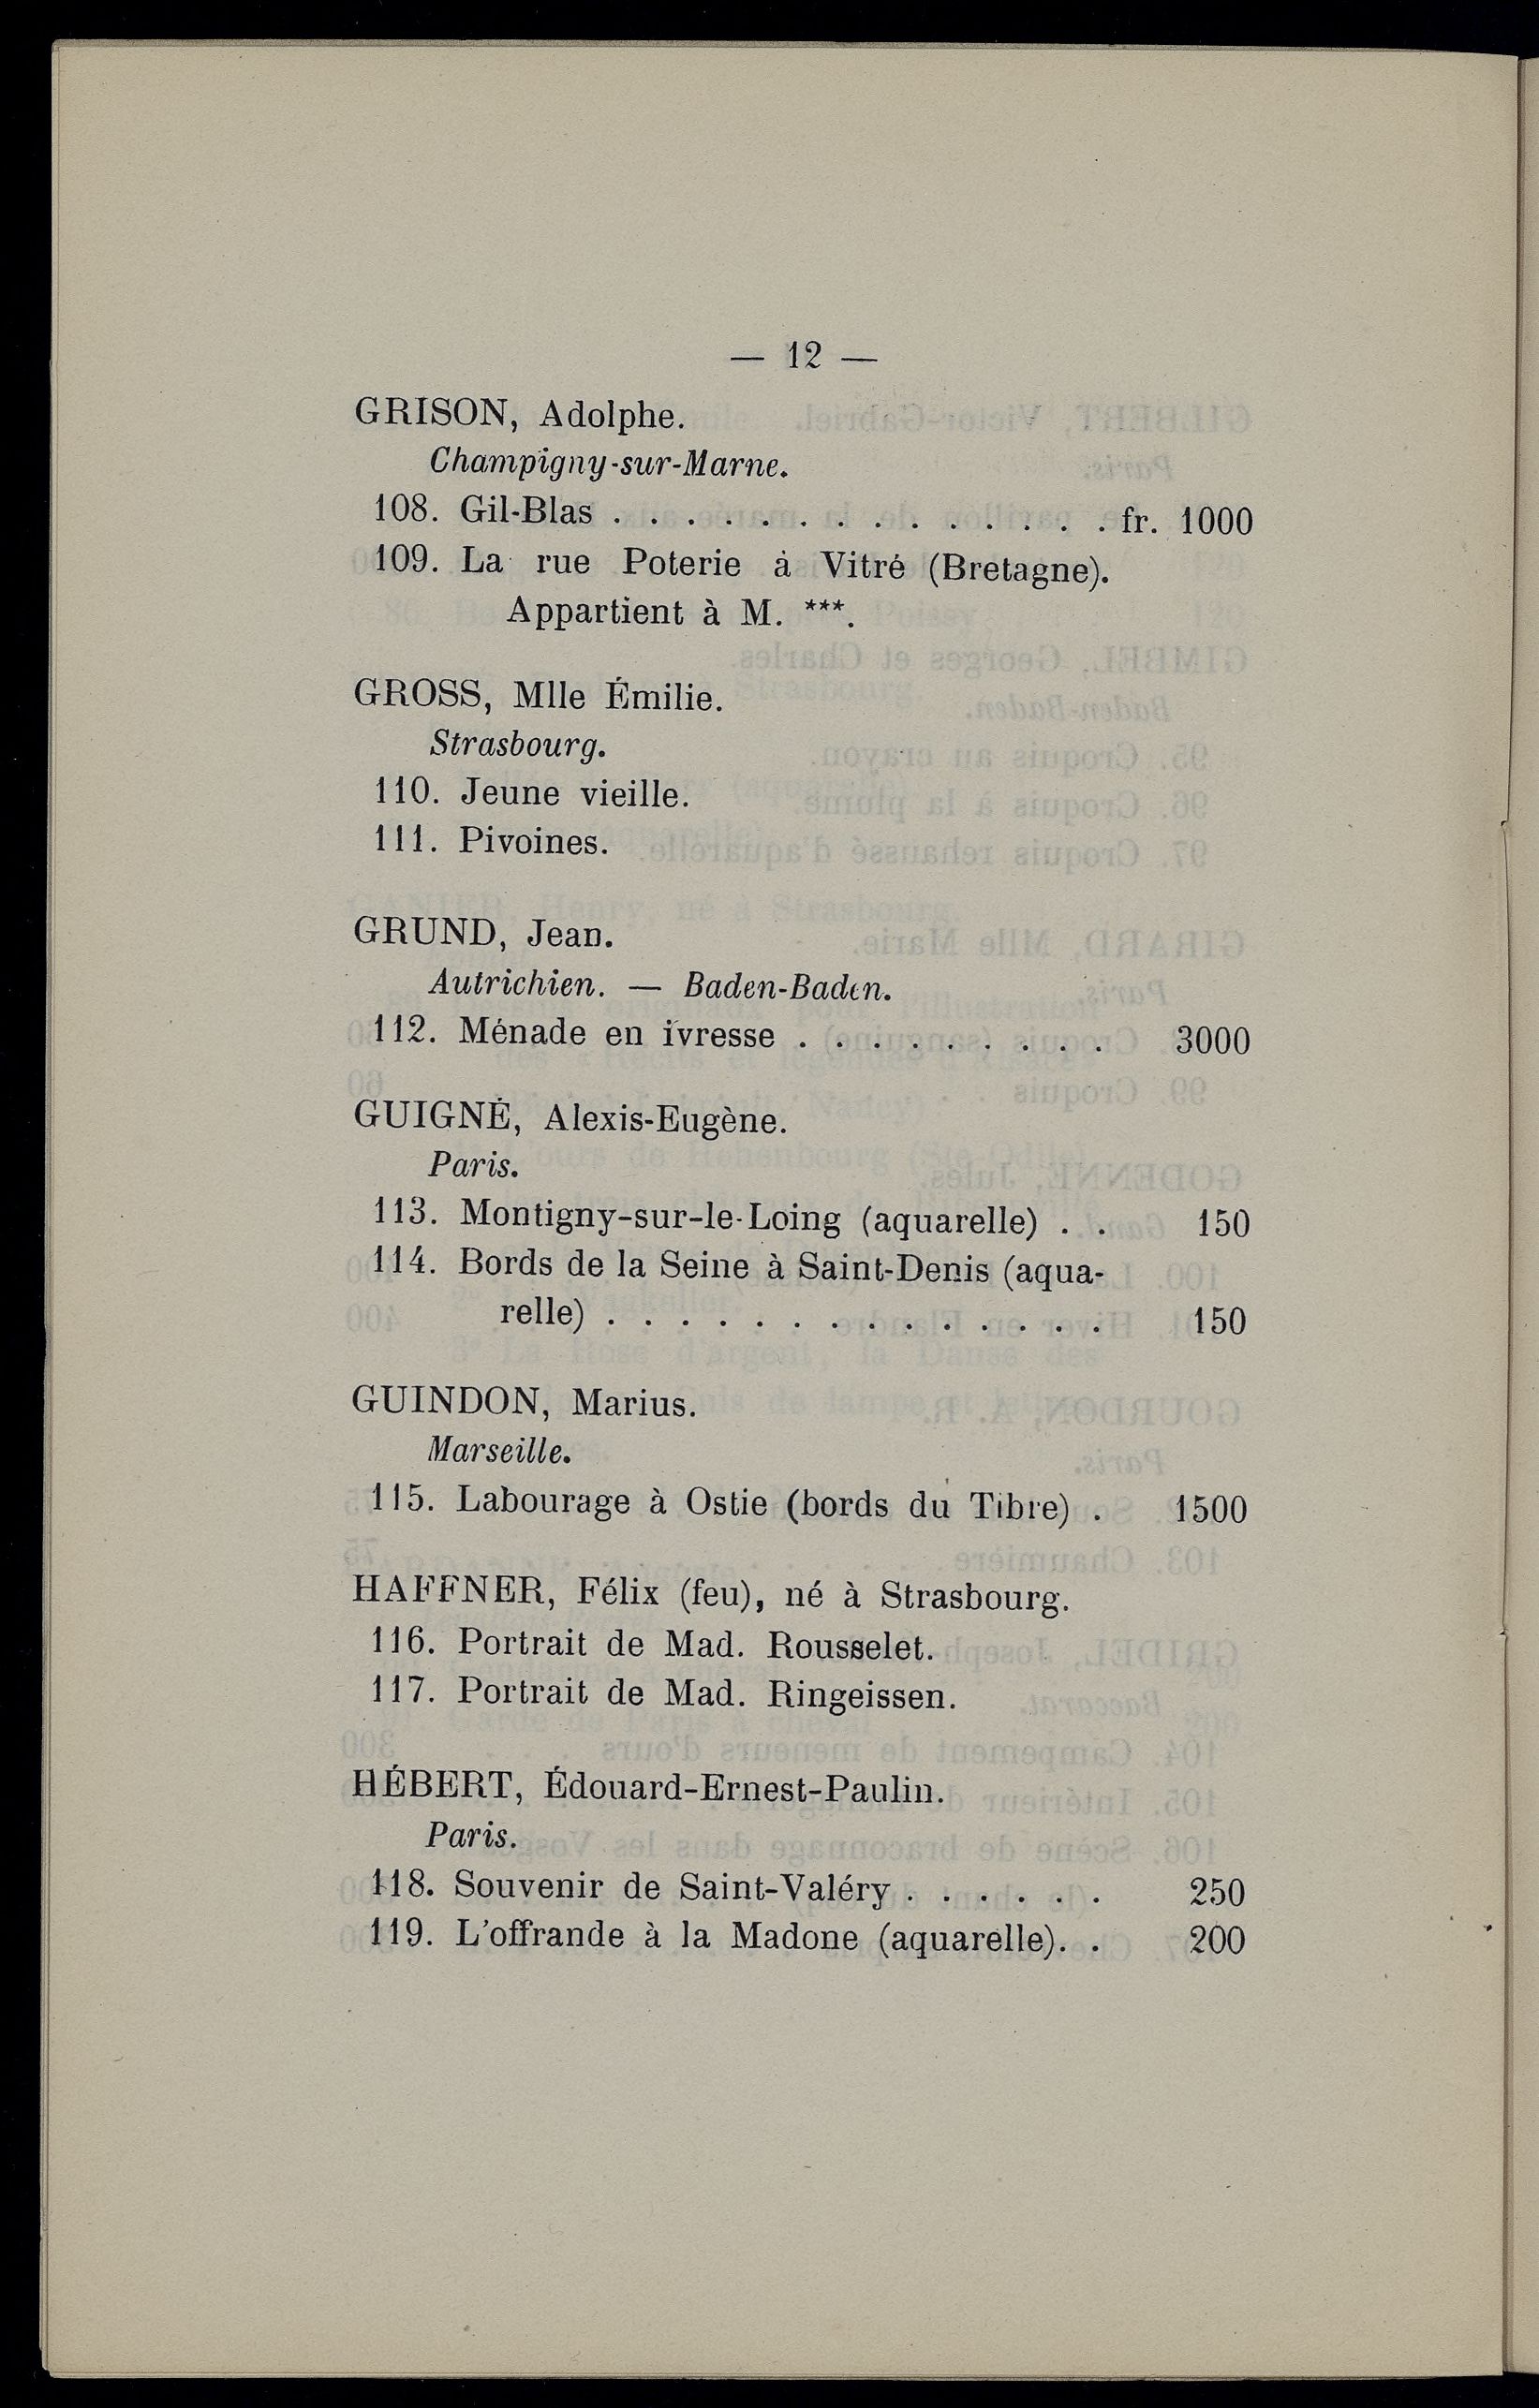 — 12 —
GRISON, Adolphe.
Champigny-sur-Marne.
108. Gil-Blas . . . . . . . . . . . . . . fr. 1000
109. La rue Poterie à Vitré (Bretagne).
Appartient à M. ***.
GROSS, Mlle Émilie.
Strasbourg.
110. Jeune vieille.
111. Pivoines.
GRUND, Jean.
Autrichien. — Baden-Baden.
112. Ménade en ivresse . . . . . . . . . 3000
GUIGNÉ, Alexis-Eugène.
Paris.
113. Montigny-sur-le-Loing (aquarelle) . . 150
114. Bords de la Seine à Saint-Denis (aqua-
relle) . . . . . . . . . . . . . . 150
GUINDON, Marius.
Marseille.
115. Labourage à Ostie (bords du Tibre) . 1500
HAFFNER, Félix (feu), né à Strasbourg.
116. Portrait de Mad. Rousselet.
117. Portrait de Mad. Ringeissen.
HÉBERT, Édouard-Ernest-Paulin.
Paris.
118. Souvenir de Saint-Valéry . . . . . . 250
119. L'offrande à la Madone (aquarelle). . 200